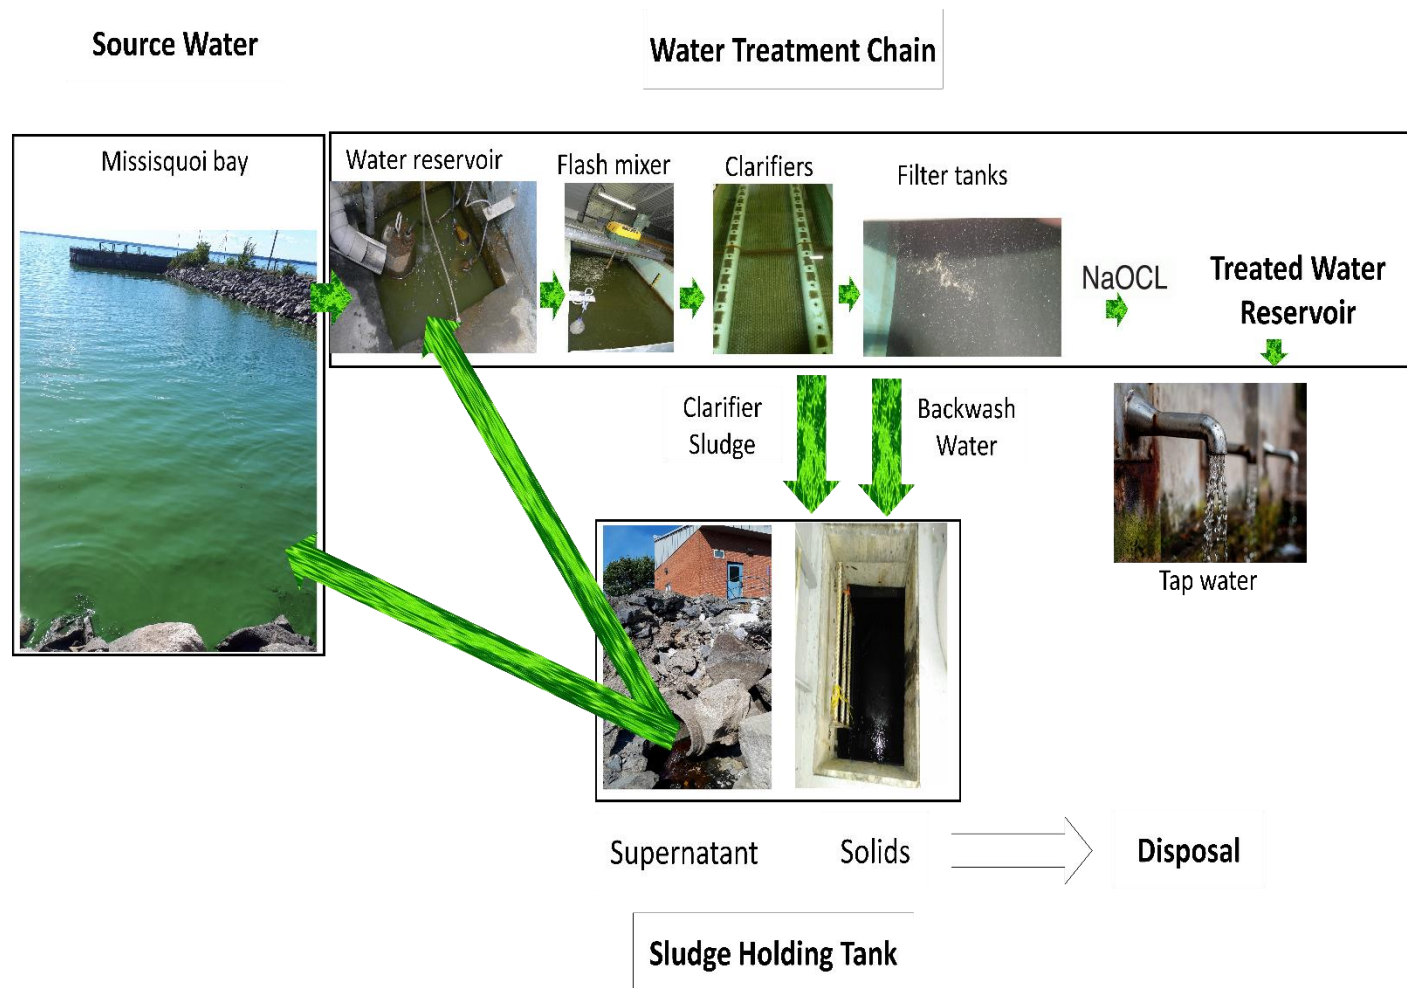 Source Water
Water Treatment Chain
Missisquoi bay
Water reservoir
Flash mixer
Clarifiers
Filter tanks
NaOCL
Treated Water
Reservoir
Clarifier
Sludge
Backwash
Water
Tap water
Supernatant
Solids
Disposal
Sludge Holding Tank